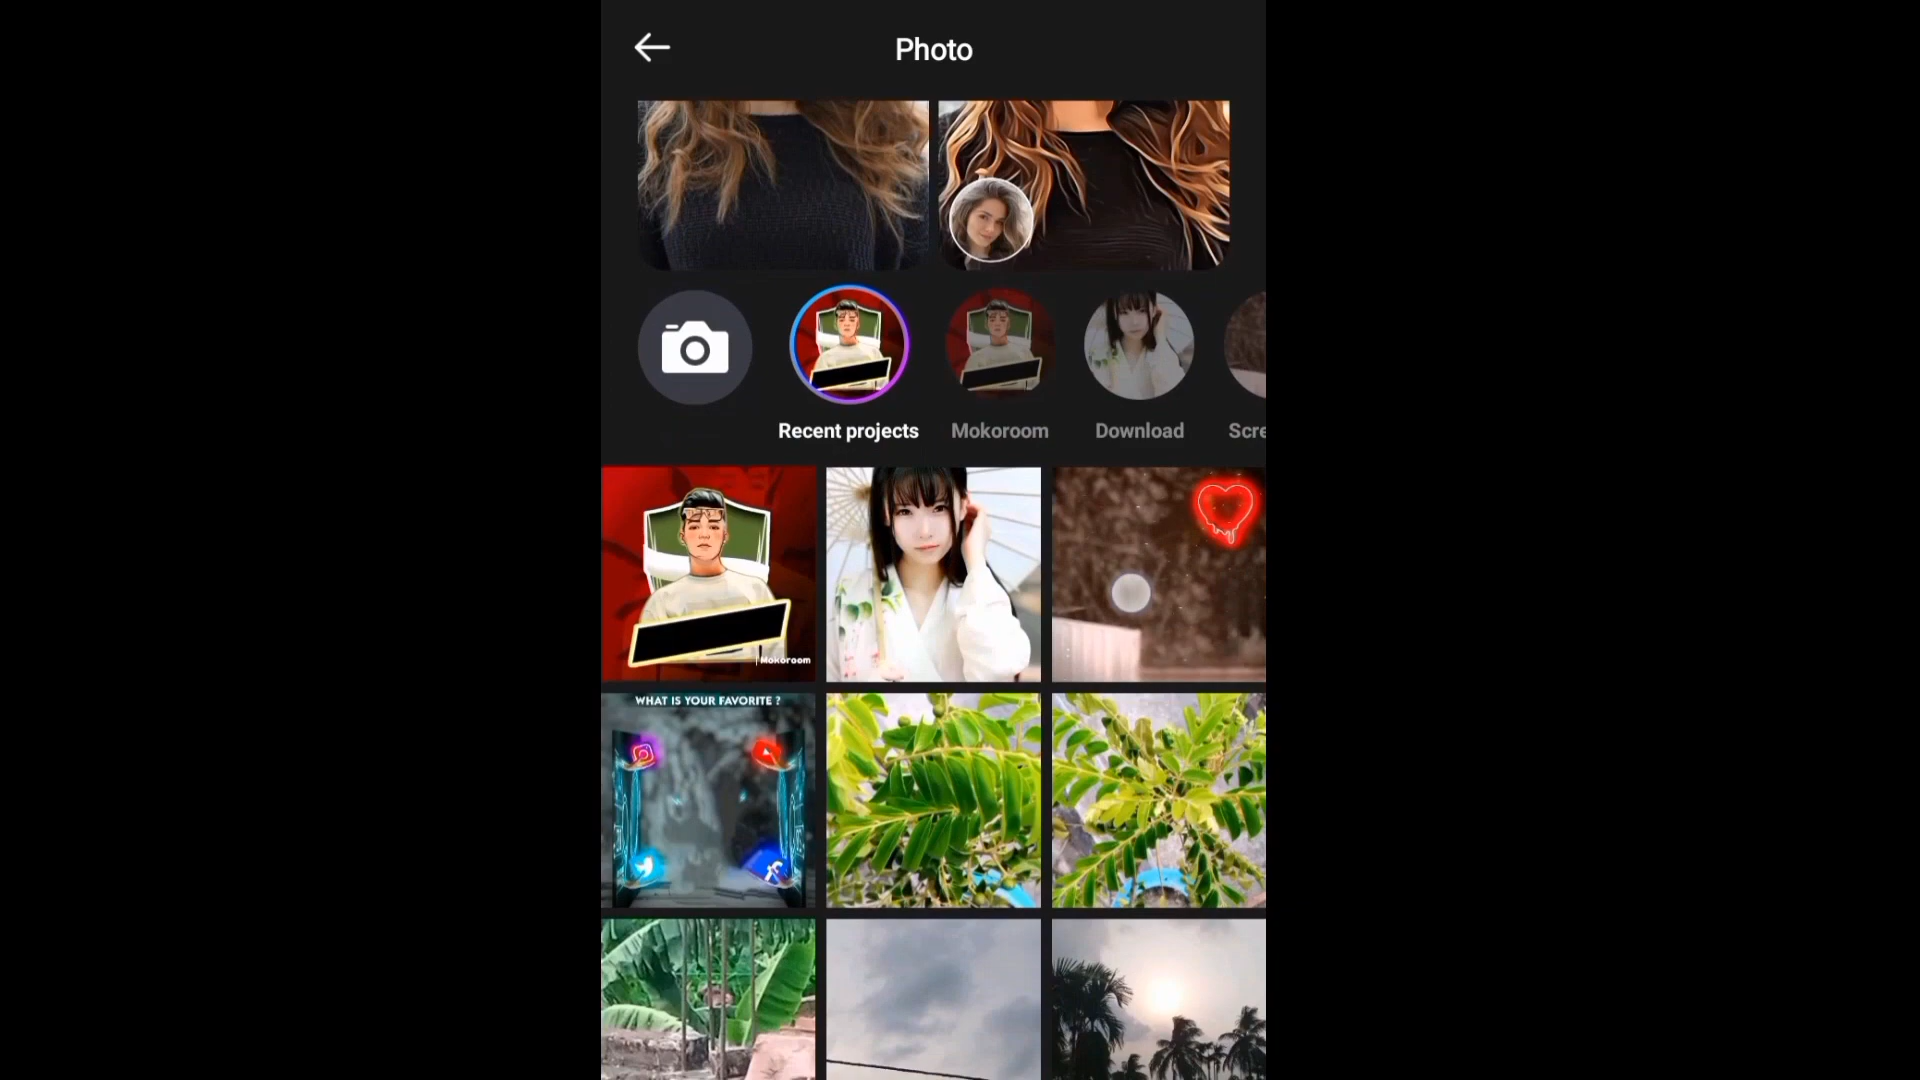 Photo
Recent projects
Mokoroom
Download
Scre
Mokoroom
WHAT IS YOUR FAVORITE ?